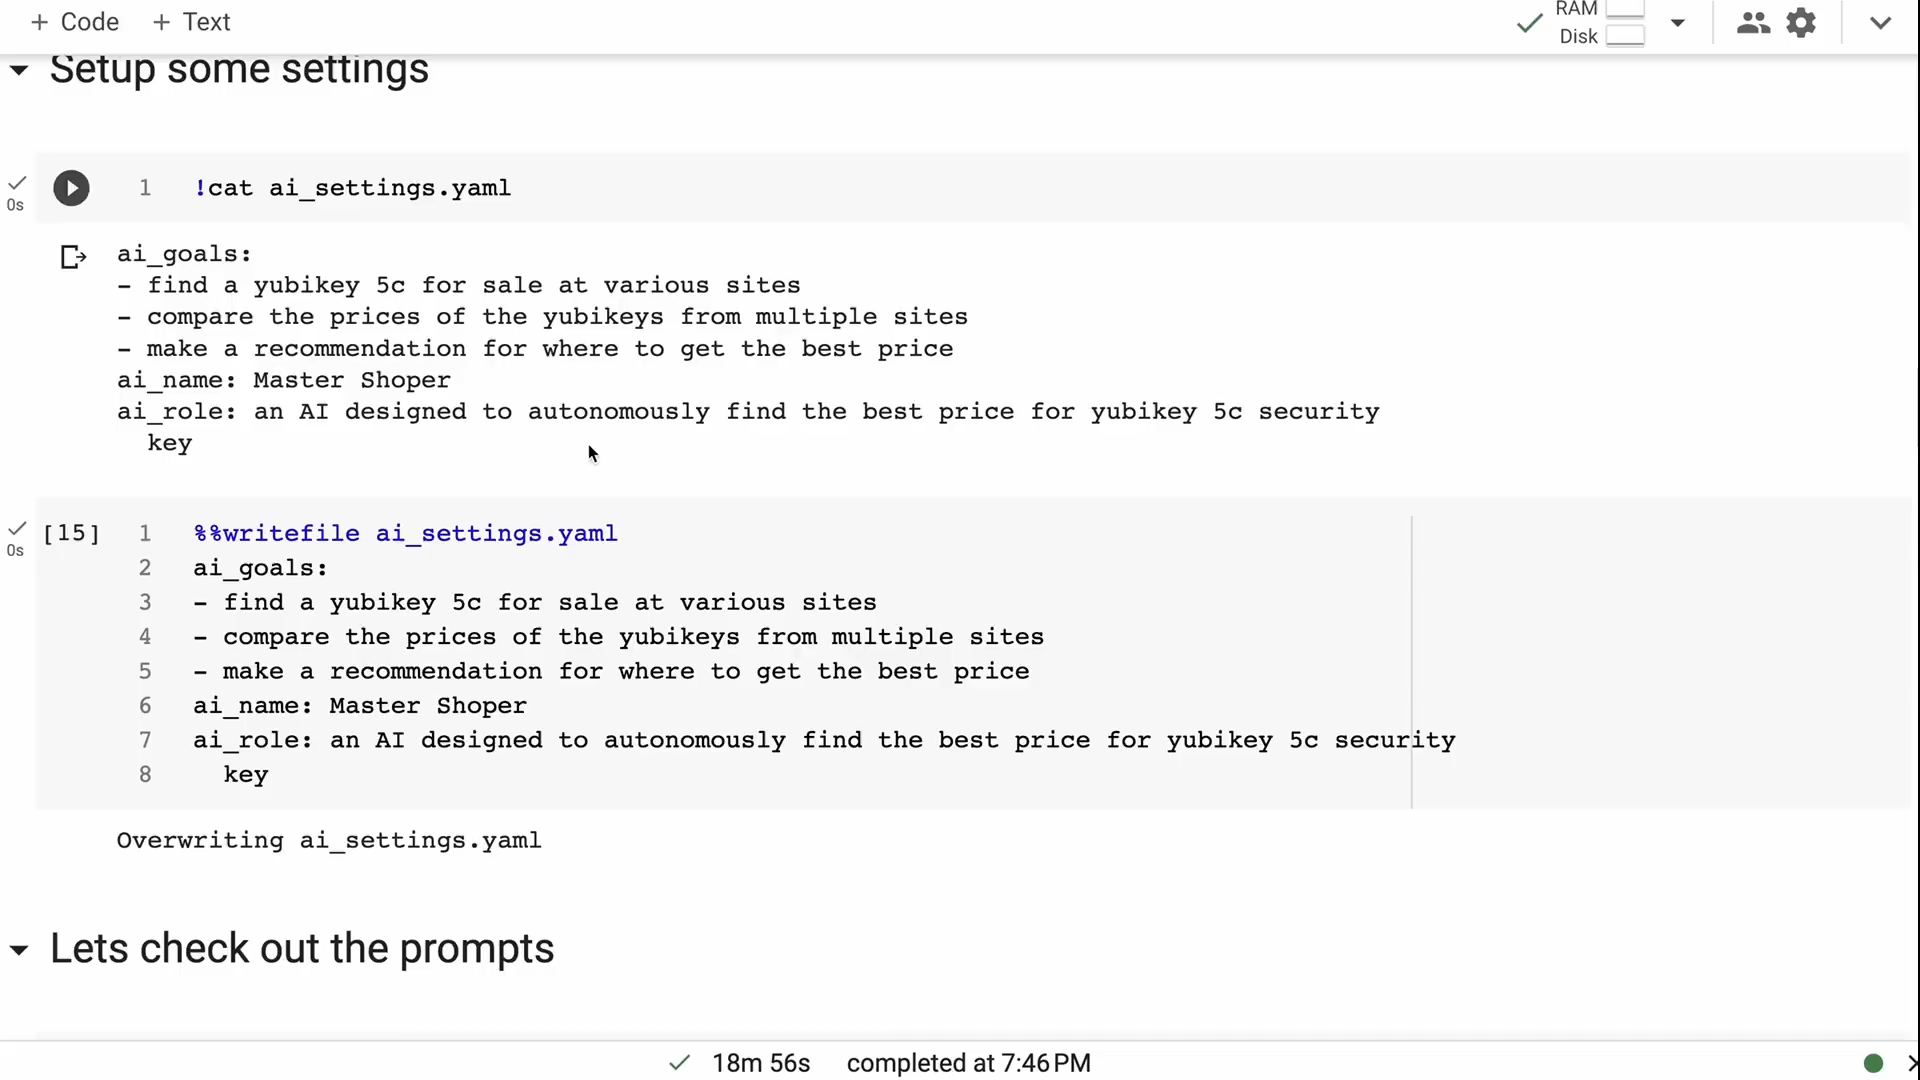 + Code + Text
RAM
Disk
Setup some settings
0s
1 !cat ai_settings.yaml
ai_goals:
- find a yubikey 5c for sale at various sites
- compare the prices of the yubikeys from multiple sites
- make a recommendation for where to get the best price
ai_name: Master Shoper
ai_role: an AI designed to autonomously find the best price for yubikey 5c security
key
0s
[15] 1 %%writefile ai_settings.yaml
2 ai_goals:
3 - find a yubikey 5c for sale at various sites
4 - compare the prices of the yubikeys from multiple sites
5 - make a recommendation for where to get the best price
6 ai_name: Master Shoper
7 ai_role: an AI designed to autonomously find the best price for yubikey 5c security
8 key
Overwriting ai_settings.yaml
Lets check out the prompts
18m 56s completed at 7:46 PM